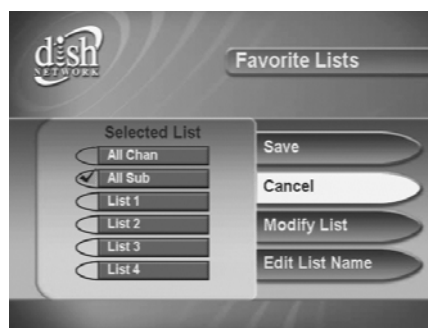 dish
NETWORK
Favorite Lists
Selected List
All Chan
All Sub
List 1
List 2
List 3
List 4
Save
Cancel
Modify List
Edit List Name